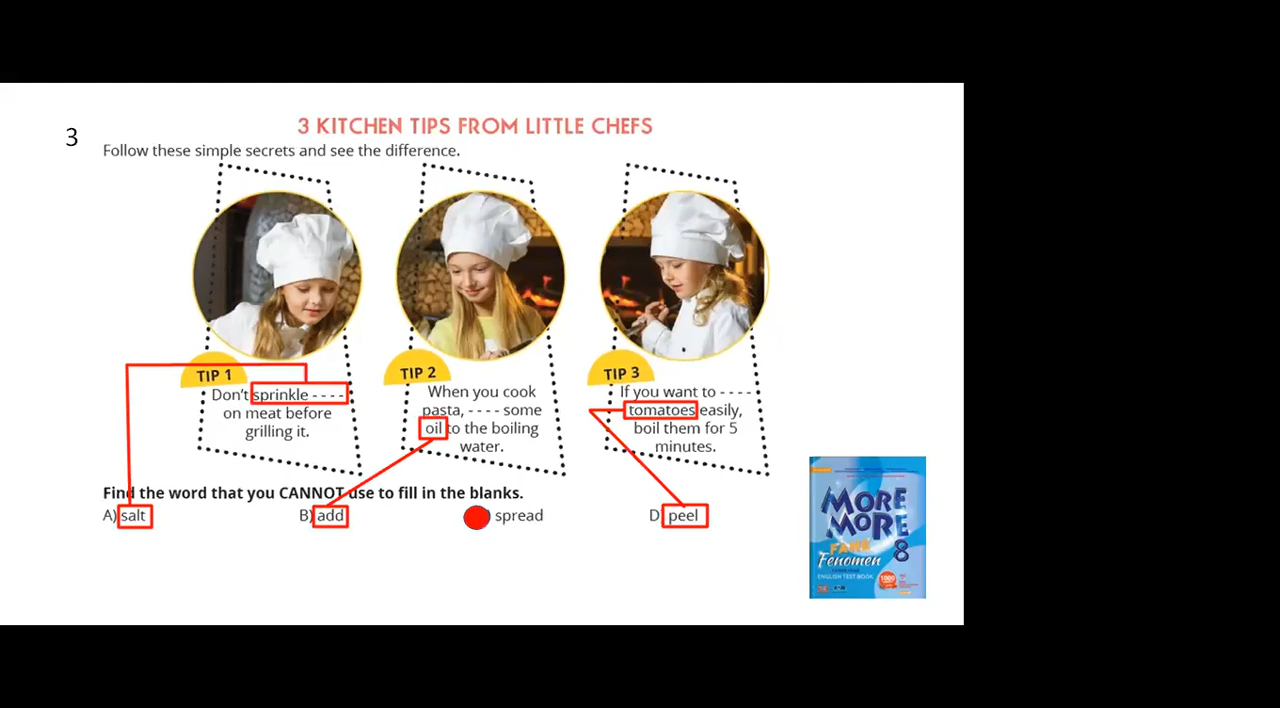 3
3 KITCHEN TIPS FROM LITTLE CHEFS
Follow these simple secrets and see the difference.
TIP 1
Don't sprinkle - - - -
on meat before
grilling it.
TIP 2
When you cook
pasta, - - - - some
oil to the boiling
water.
TIP 3
If you want to - - - -
tomatoes easily,
boil them for 5
minutes.
Find the word that you CANNOT use to fill in the blanks.
A) salt
B) add
) spread
D) peel
MORE
MORE
8
FARK
Fenomen
ENGLISH TEST BOOK
1000